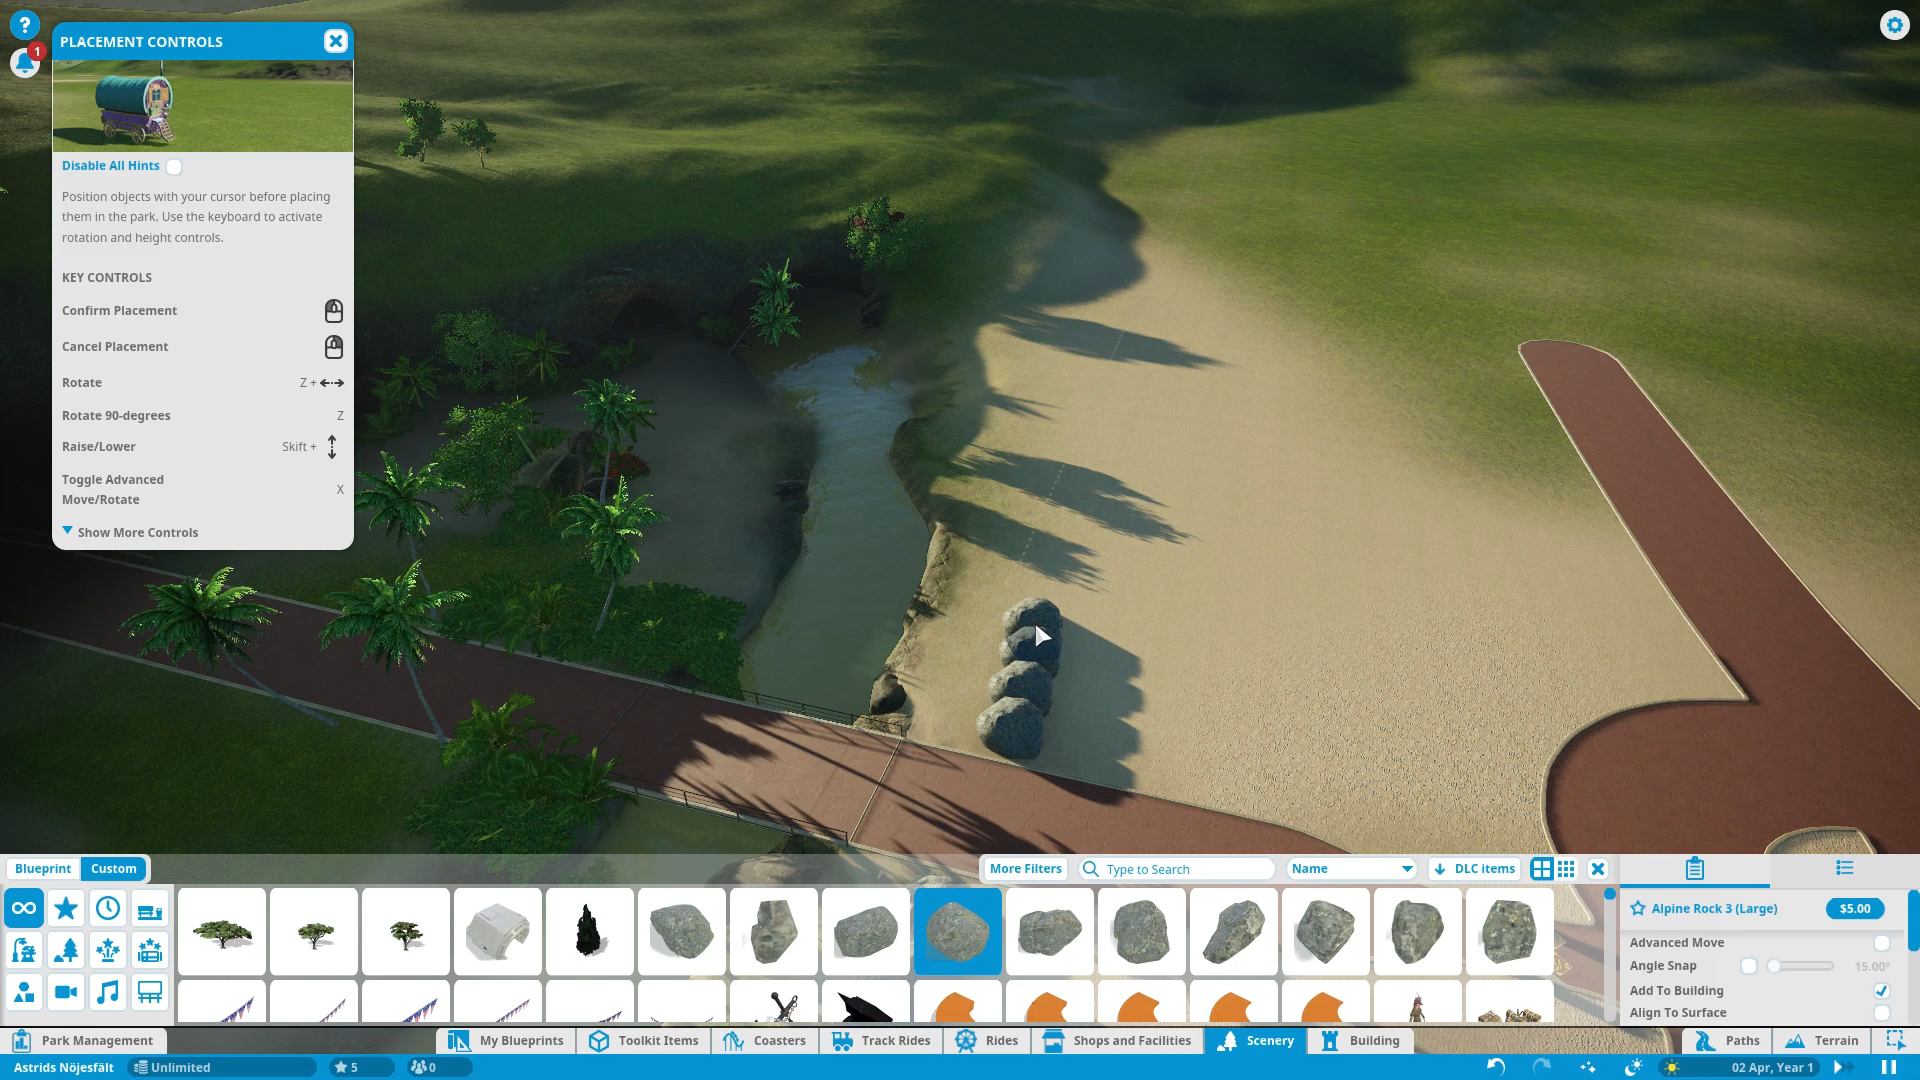 ?
1
PLACEMENT CONTROLS
Disable All Hints
Position objects with your cursor before placing
them in the park. Use the keyboard to activate
rotation and height controls.
KEY CONTROLS
Confirm Placement
Cancel Placement
Rotate Z +
Rotate 90-degrees Z
Raise/Lower Skift +
Toggle Advanced
Move/Rotate X
Show More Controls
Blueprint Custom
More Filters Type to Search Name DLC items
Alpine Rock 3 (Large) $5.00
Advanced Move
Angle Snap 15.00°
Add To Building
Align To Surface
Park Management My Blueprints Toolkit Items Coasters Track Rides Rides Shops and Facilities Scenery Building Paths Terrain
Astrids Nöjesfält Unlimited 5 0 02 Apr, Year 1